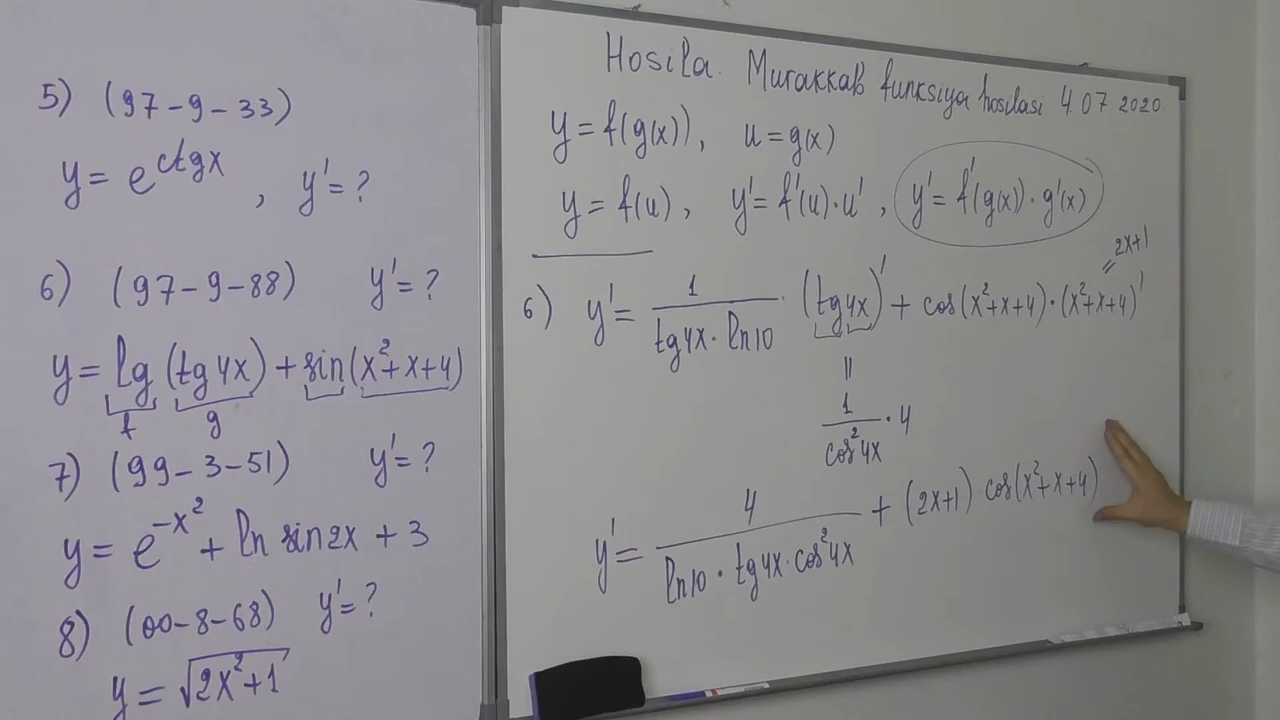 5) (97-9-33)
y = e^ctgx , y' = ?
6) (97-9-88) y' = ?
y = lg (tg4x) + sin(x²+x+4)
f g
7) (99-3-51) y' = ?
y = e^-x² + ln sin2x + 3
8) (00-8-68) y' = ?
y = √2x²+1
Hosila. Murakkab funksiya hosilasi 4.07 2020
y = f(g(x)), u = g(x)
y = f(u), y' = f'(u)·u', y' = f'(g(x))·g'(x)
= 2x+1
6) y' = 1/(tg4x·ln10) · (tg4x)' + cos(x²+x+4)·(x²+x+4)'
=
1/(cos²4x) · 4
y' = 4/(ln10·tg4x·cos²4x) + (2x+1) cos(x²+x+4)